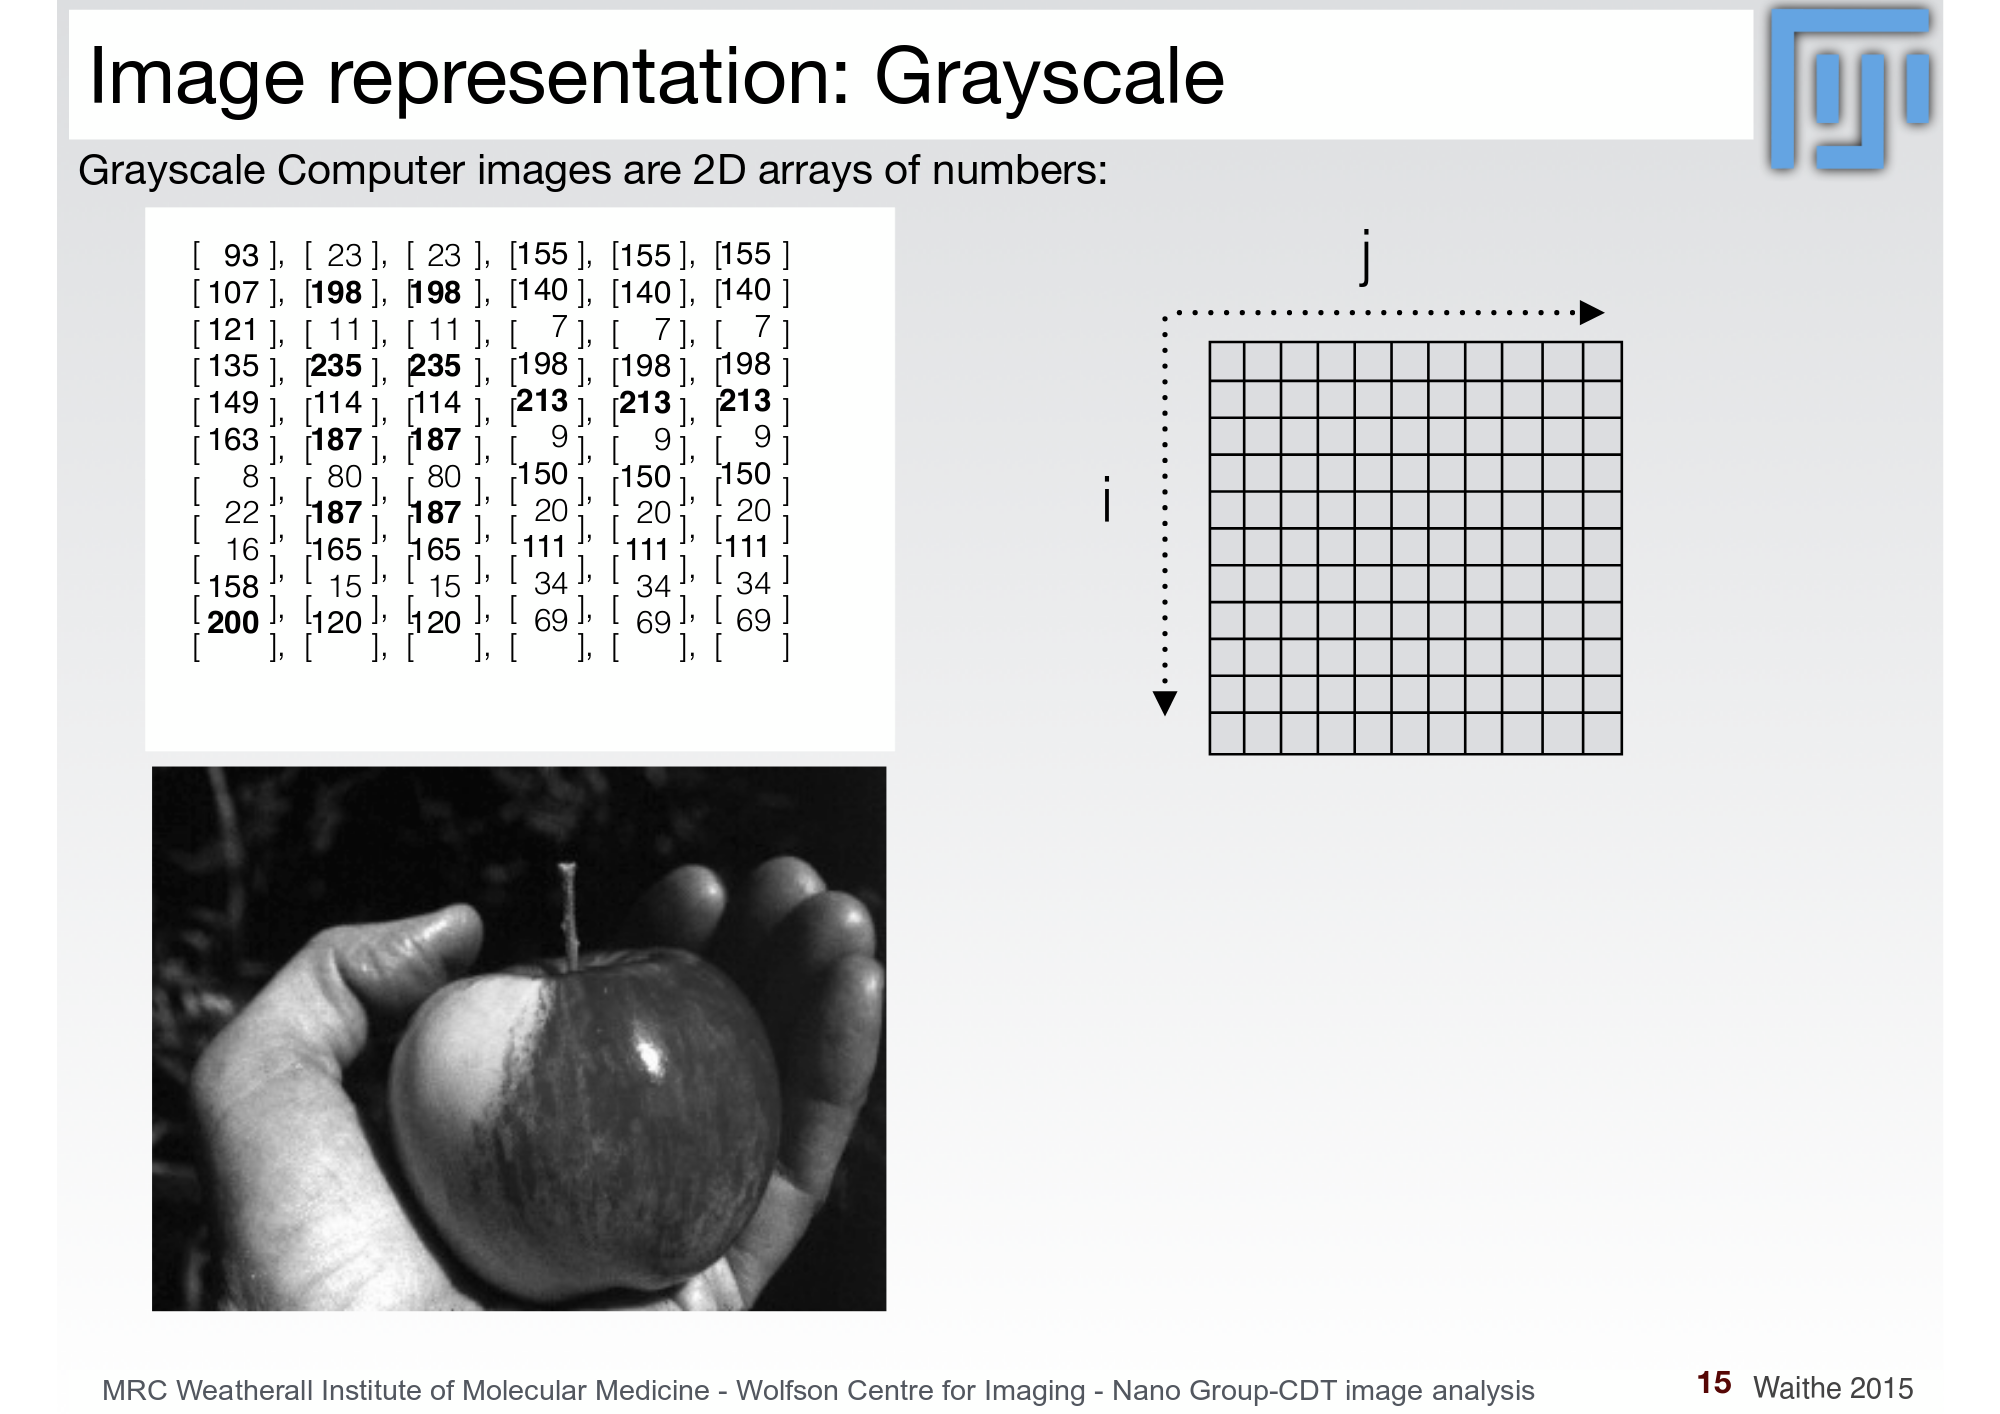 Image representation: Grayscale
Grayscale Computer images are 2D arrays of numbers:
[ 93 ], [ 23 ], [ 23 ], [155 ], [155 ], [155 ]
[ 107 ], [198 ], [198 ], [140 ], [140 ], [140 ]
[ 121 ], [ 11 ], [ 11 ], [ 7 ], [ 7 ], [ 7 ]
[ 135 ], [235 ], [235 ], [198 ], [198 ], [198 ]
[ 149 ], [114 ], [114 ], [213 ], [213 ], [213 ]
[ 163 ], [187 ], [187 ], [ 9 ], [ 9 ], [ 9 ]
[ 8 ], [ 80 ], [ 80 ], [150 ], [150 ], [150 ]
[ 22 ], [187 ], [187 ], [ 20 ], [ 20 ], [ 20 ]
[ 16 ], [165 ], [165 ], [ 111 ], [ 111 ], [ 111 ]
[ 158 ], [ 15 ], [ 15 ], [ 34 ], [ 34 ], [ 34 ]
[ 200 ], [120 ], [120 ], [ 69 ], [ 69 ], [ 69 ]
[ ], [ ], [ ], [ ], [ ], [ ]
j
i
MRC Weatherall Institute of Molecular Medicine - Wolfson Centre for Imaging - Nano Group-CDT image analysis
15 Waithe 2015